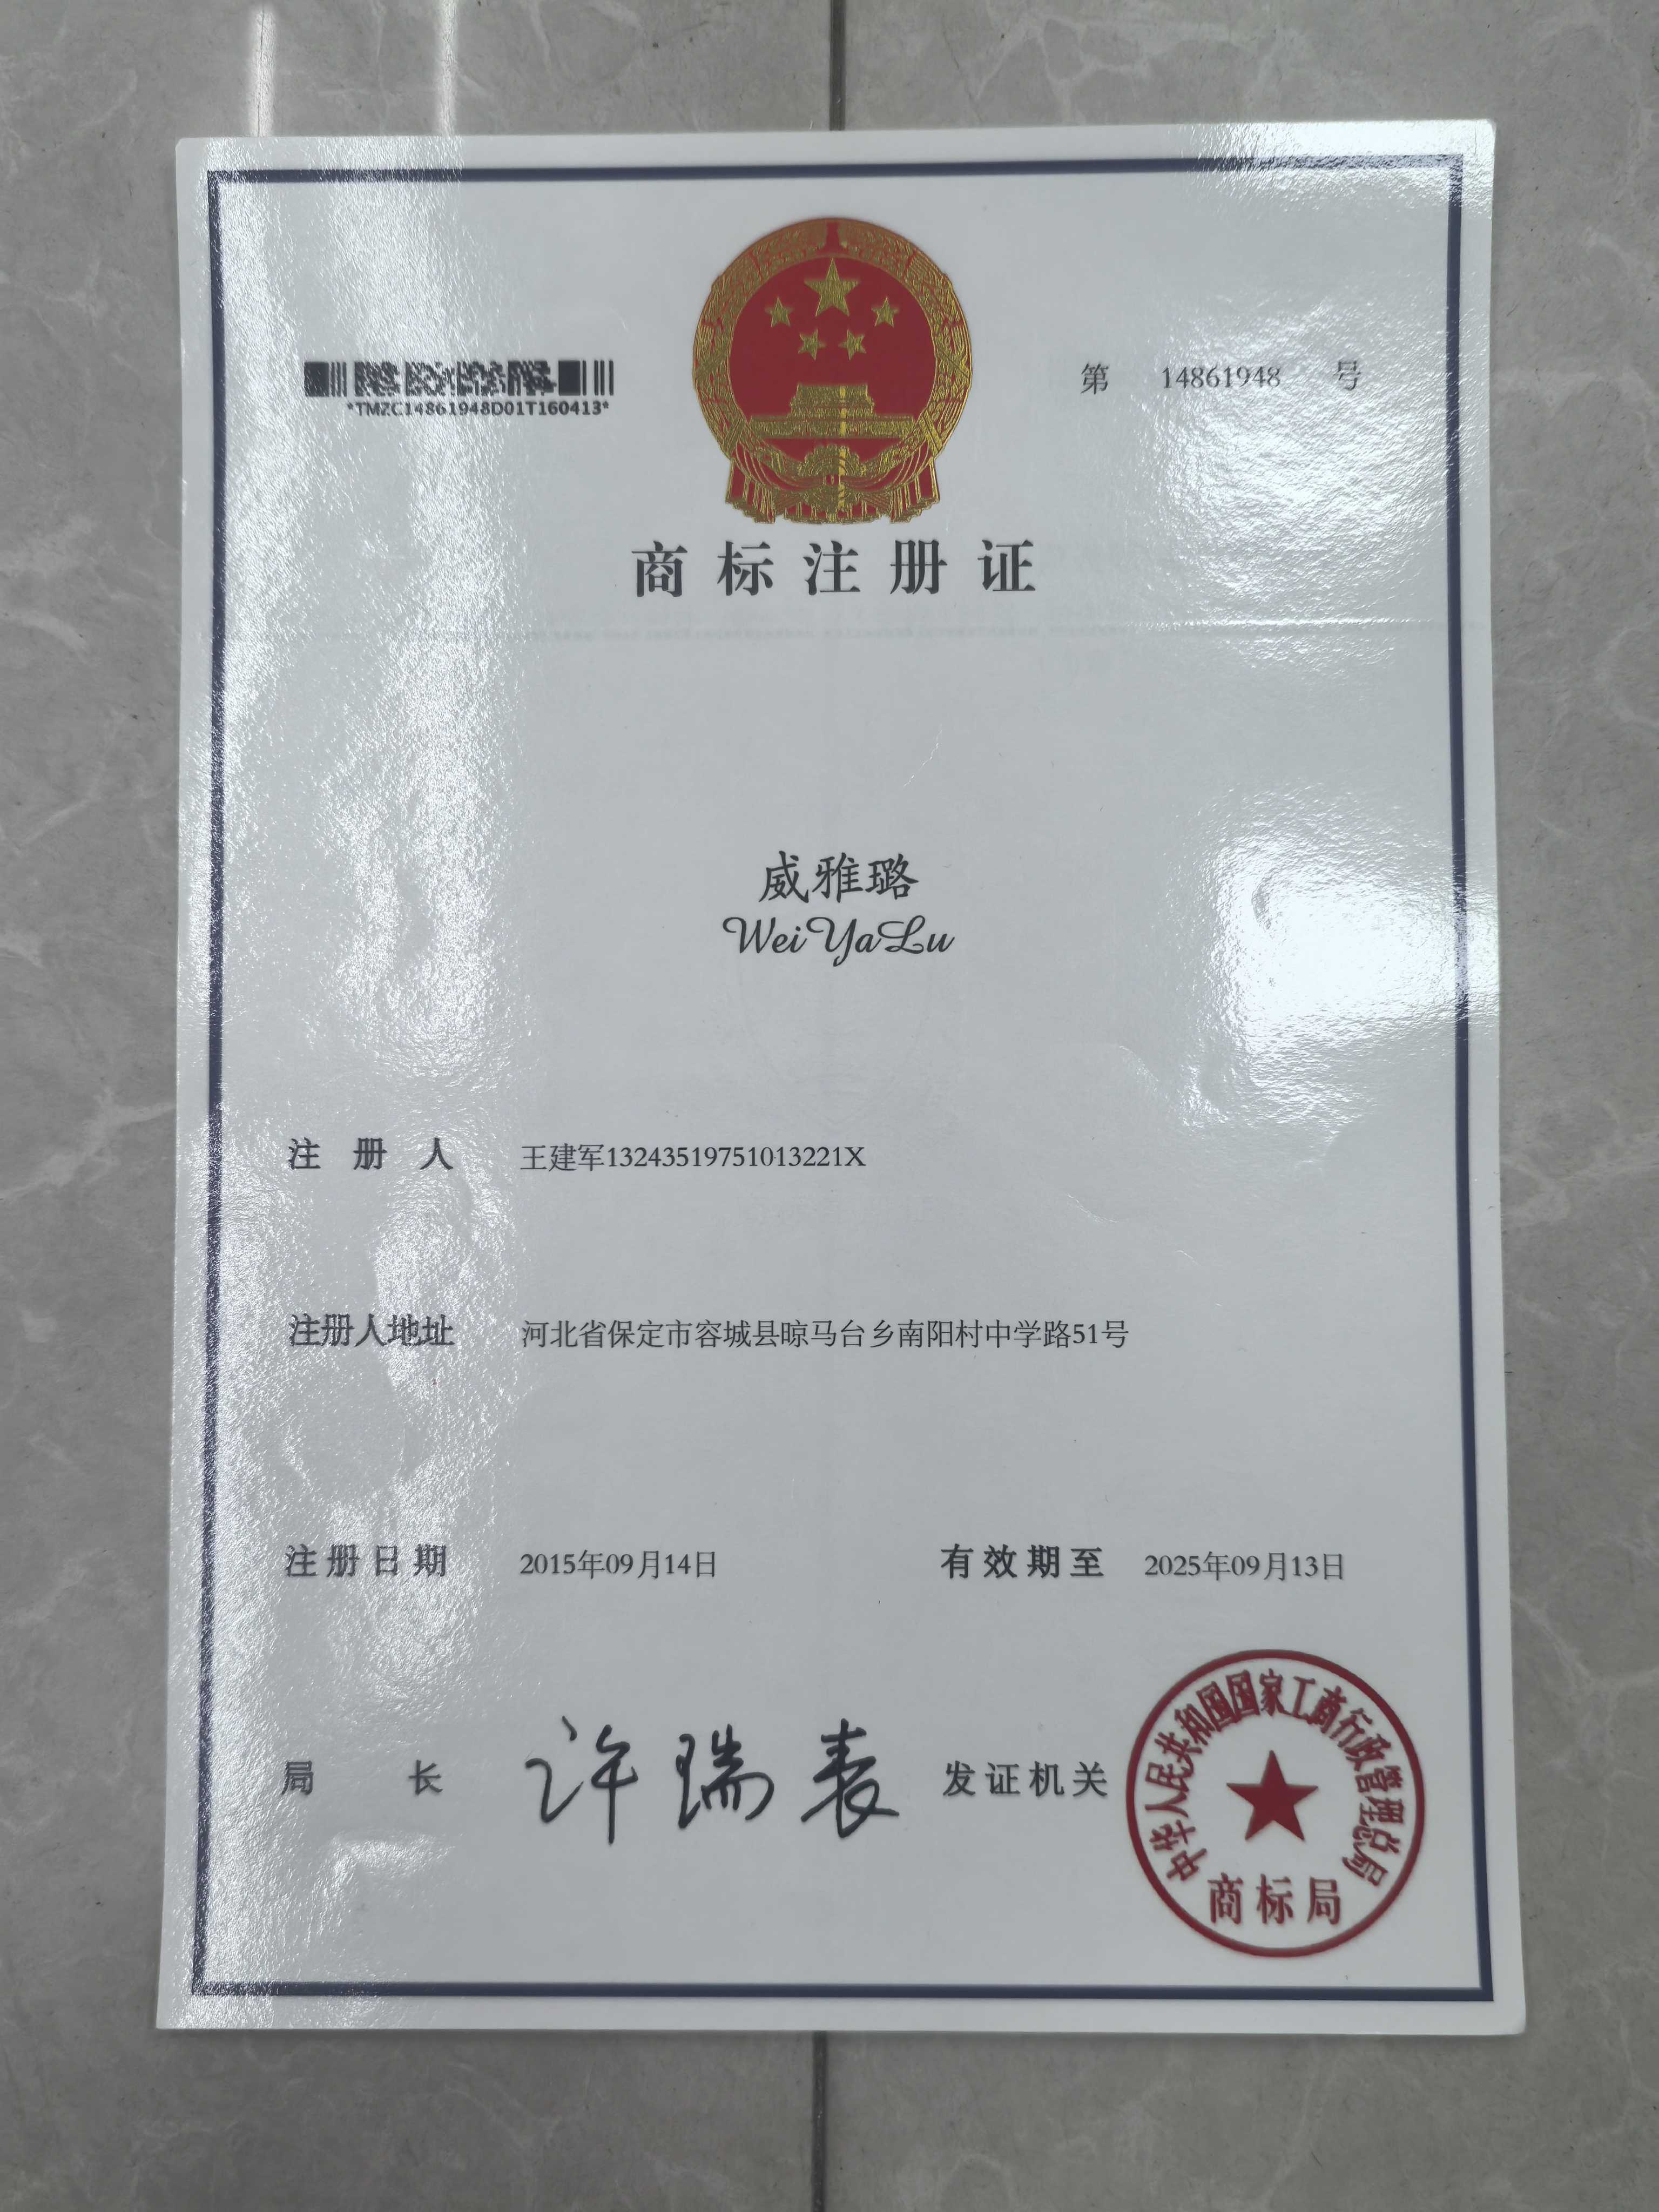 第 14861948 号
*TMZC14861948D01T160413*
商标注册证
威雅璐
WeiYaLu
注册人 王建军13243519751013221X
注册人地址 河北省保定市容城县晾马台乡南阳村中学路51号
注册日期 2015年09月14日 有效期至 2025年09月13日
局长 许瑞表 发证机关
中华人民共和国国家工商行政管理总局
商标局